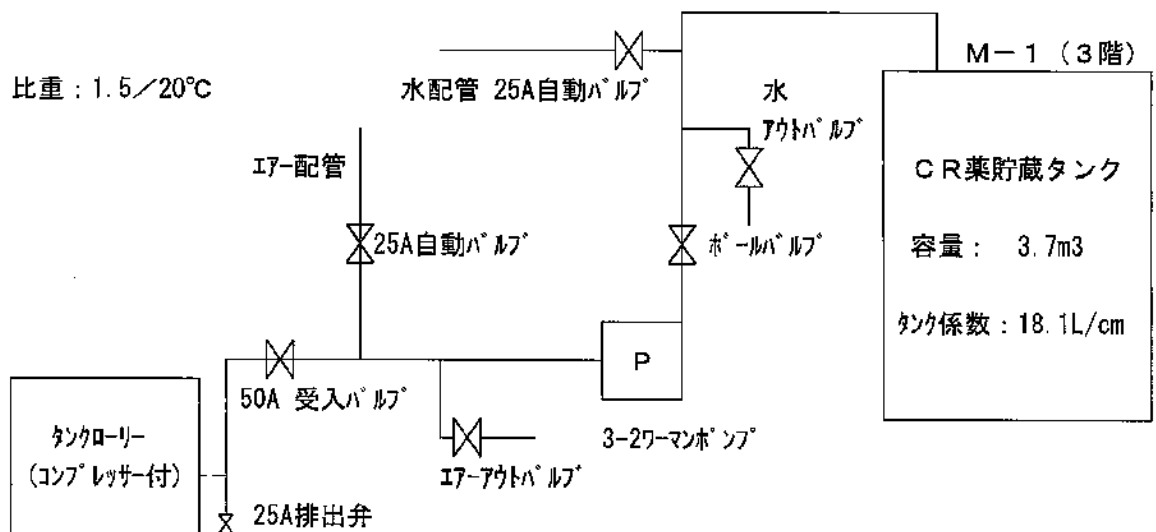 M－1（3階）
比重：1.5／20℃
水配管 25A自動ﾊﾞﾙﾌﾞ
水
ｱｳﾄﾊﾞﾙﾌﾞ
ｴｱｰ配管
ＣＲ薬貯蔵タンク
25A自動ﾊﾞﾙﾌﾞ
ﾎﾞｰﾙﾊﾞﾙﾌﾞ
容量： 3.7m3
ﾀﾝｸ係数：18.1L/cm
P
50A 受入ﾊﾞﾙﾌﾞ
ﾀﾝｸﾛｰﾘｰ
(ｺﾝﾌﾟﾚｯｻｰ付)
3-2ﾜｰﾏﾝﾎﾟﾝﾌﾟ
ｴｱｰｱｳﾄﾊﾞﾙﾌﾞ
25A排出弁